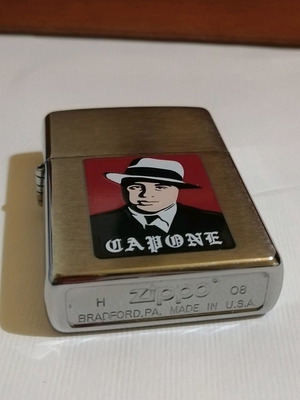 CAPONE
H Zippo 08
BRADFORD, PA. MADE IN U.S.A.